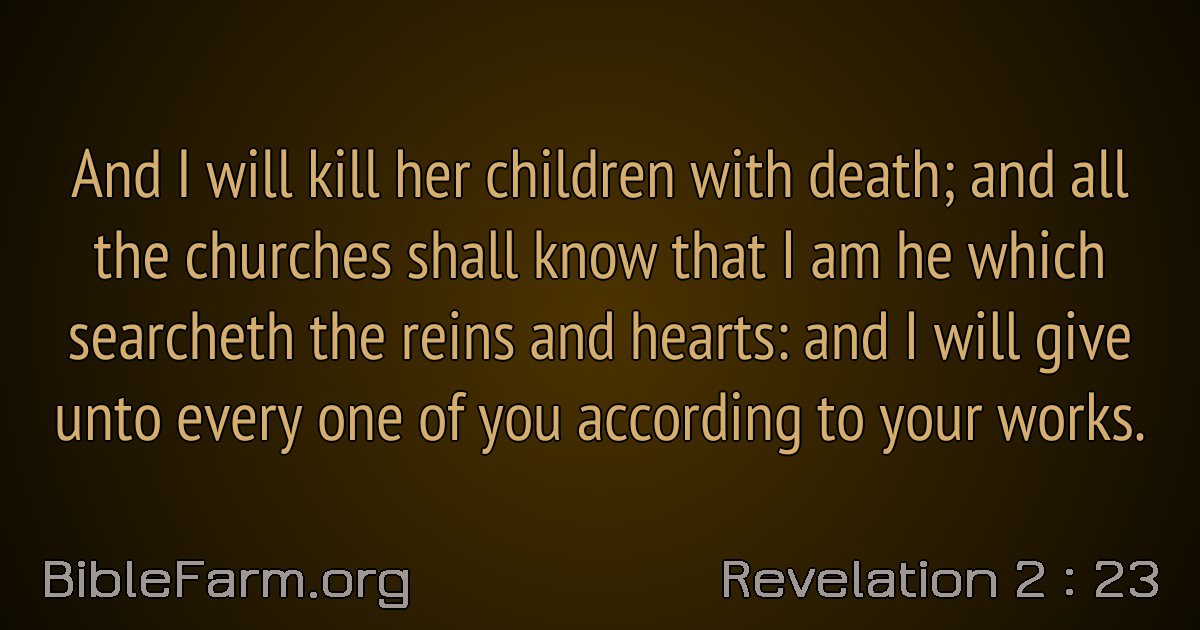 And I will kill her children with death; and all
the churches shall know that I am he which
searcheth the reins and hearts: and I will give
unto every one of you according to your works.
BibleFarm.org
Revelation 2 : 23